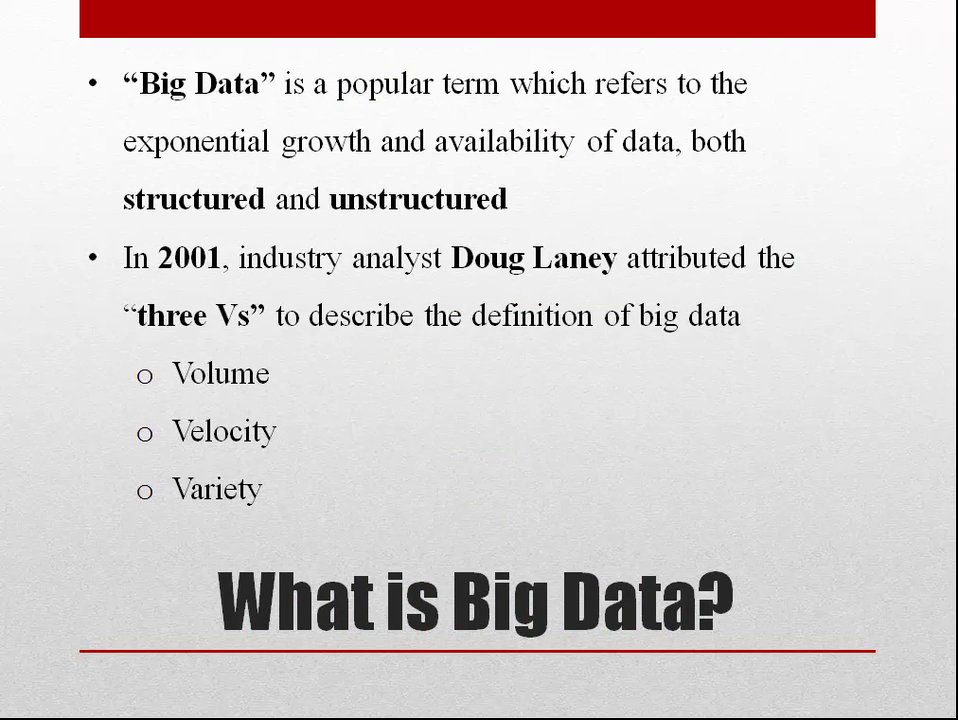 • “Big Data” is a popular term which refers to the
exponential growth and availability of data, both
structured and unstructured
• In 2001, industry analyst Doug Laney attributed the
“three Vs” to describe the definition of big data
o Volume
o Velocity
o Variety
What is Big Data?